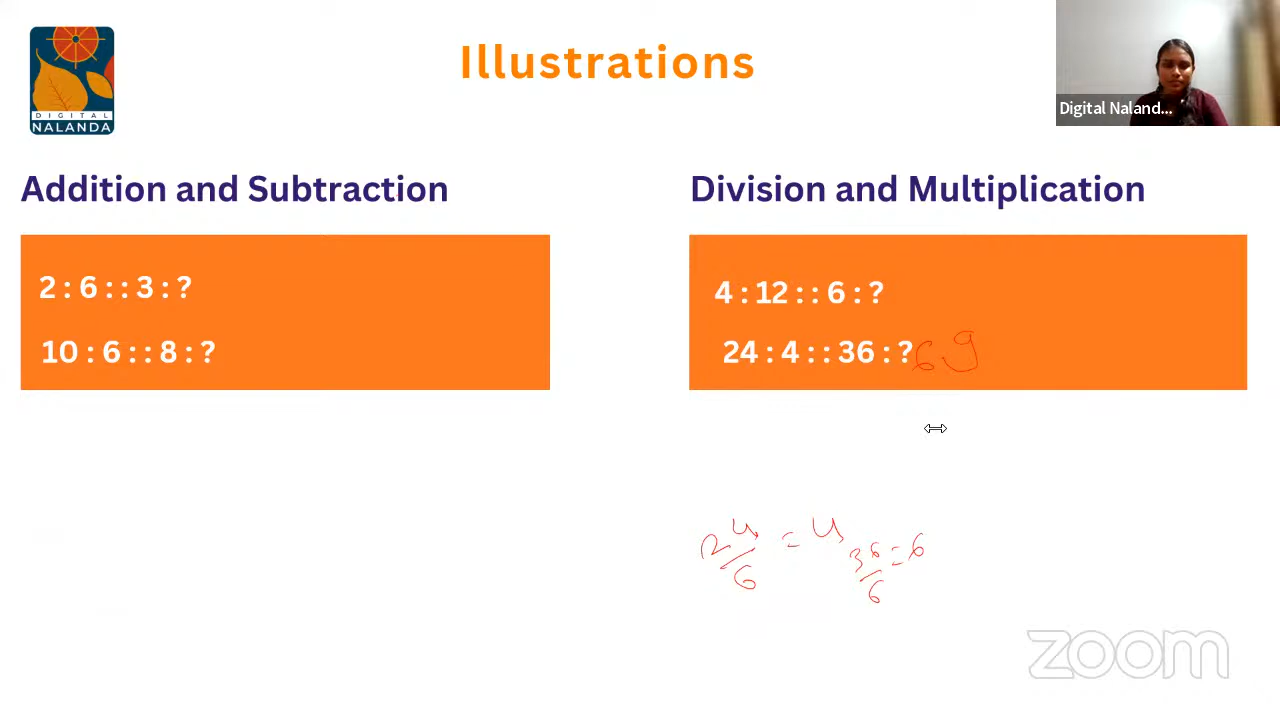 DIGITAL
NALANDA
Illustrations
Digital Naland...
Addition and Subtraction
2 : 6 : : 3 : ?
10 : 6 : : 8 : ?
Division and Multiplication
4 : 12 : : 6 : ?
24 : 4 : : 36 : ? 6 9
24/6 = 4
36/6 = 6
zoom